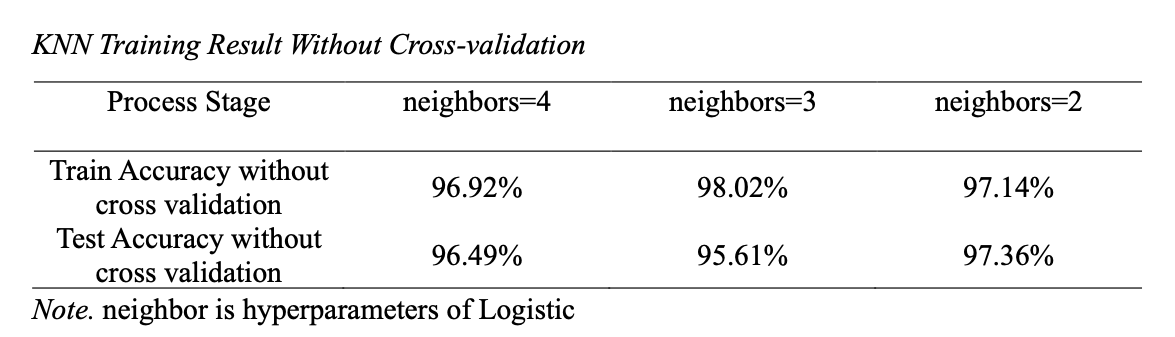 KNN Training Result Without Cross-validation
Process Stage neighbors=4 neighbors=3 neighbors=2
Train Accuracy without
cross validation 96.92% 98.02% 97.14%
Test Accuracy without
cross validation 96.49% 95.61% 97.36%
Note. neighbor is hyperparameters of Logistic